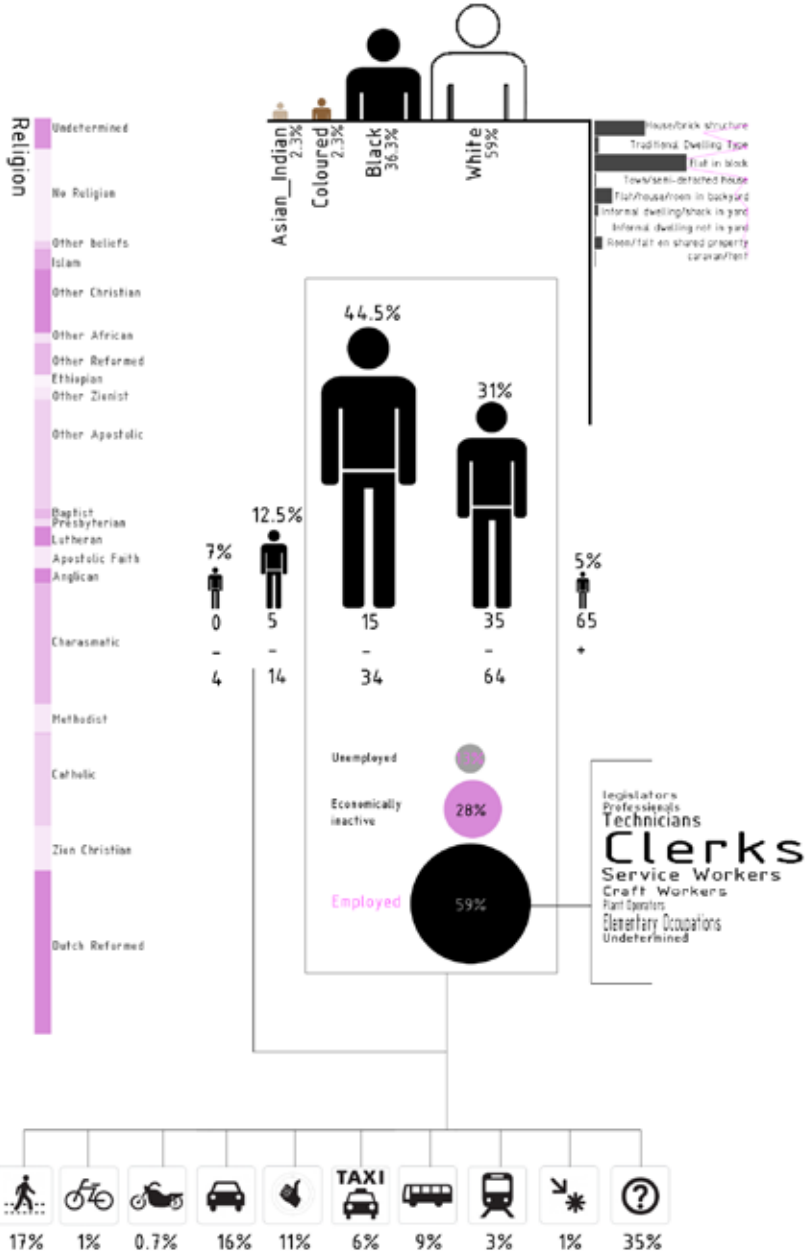 Religion
Undetermined
No Religion
Other beliefs
Islam
Other Christian
Other African
Other Reformed
Ethiopian
Other Zionist
Other Apostolic
Baptist
Presbyterian
Lutheran
Apostolic Faith
Anglican
Charasmatic
Methodist
Catholic
Zion Christian
Dutch Reformed
Asian_Indian
2.3%
Coloured
2.3%
Black
36.3%
White
59%
House/brick structure
Traditional Dwelling Type
Flat in block
Town/semi-detached house
Flat/house/room in backyard
Informal dwelling/shack in yard
Informal dwelling not in yard
Room/falt on shared property
caravan/tent
7%
12.5%
44.5%
31%
5%
0 - 4
5 - 14
15 - 34
35 - 64
65 +
Unemployed
Economically
inactive
28%
Employed
59%
legislators
Professionals
Technicians
Clerks
Service Workers
Craft Workers
Plant Operators
Elementary Occupations
Undetermined
TAXI
17% 1% 0.7% 16% 11% 6% 9% 3% 1% 35%